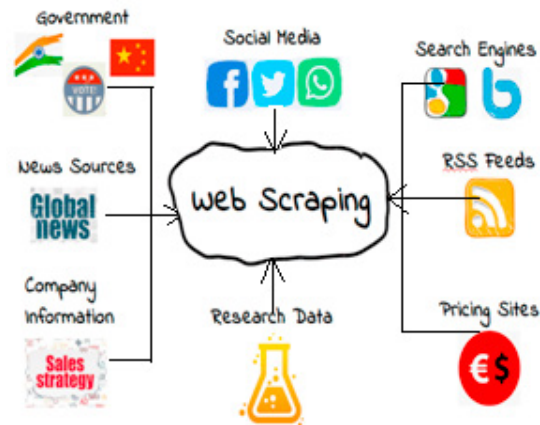 Government
Social Media
Search Engines
VOTE!
News Sources
RSS Feeds
Global
news
Web Scraping
Company
Information
Research Data
Pricing Sites
Sales
strategy
€$